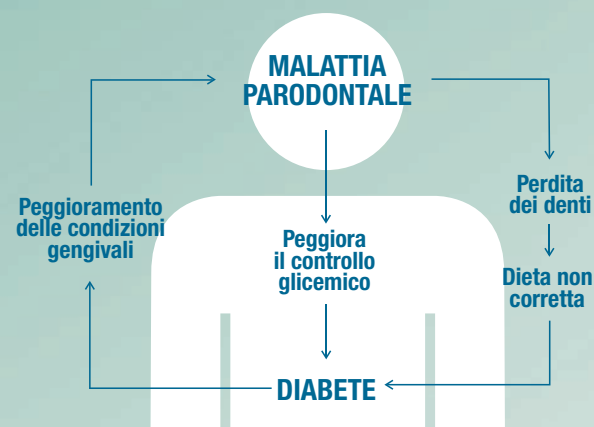 MALATTIA
PARODONTALE
Peggioramento
delle condizioni
gengivali
Peggiora
il controllo
glicemico
Perdita
dei denti
Dieta non
corretta
DIABETE